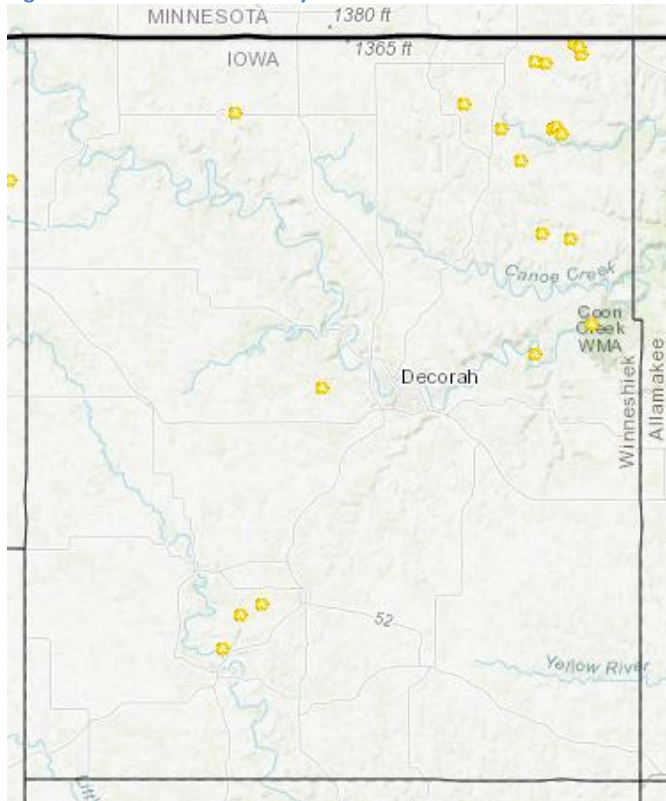 MINNESOTA
1380 ft
IOWA
1365 ft
Canoe Creek
Coon
Creek
WMA
Decorah
Winneshiek
Allamakee
52
Yellow River